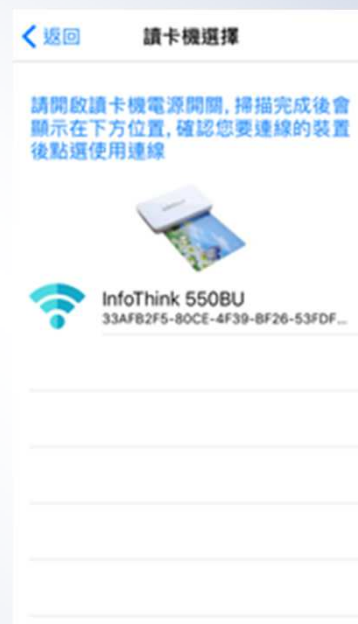 返回
讀卡機選擇
請開啟讀卡機電源開關, 掃描完成後會
顯示在下方位置, 確認您要連線的裝置
後點選使用連線
InfoThink 550BU
33AFB2F5-80CE-4F39-BF26-53FDF...